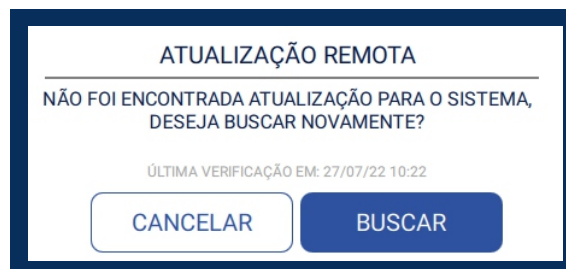 ATUALIZAÇÃO REMOTA
NÃO FOI ENCONTRADA ATUALIZAÇÃO PARA O SISTEMA,
DESEJA BUSCAR NOVAMENTE?
ÚLTIMA VERIFICAÇÃO EM: 27/07/22 10:22
CANCELAR BUSCAR